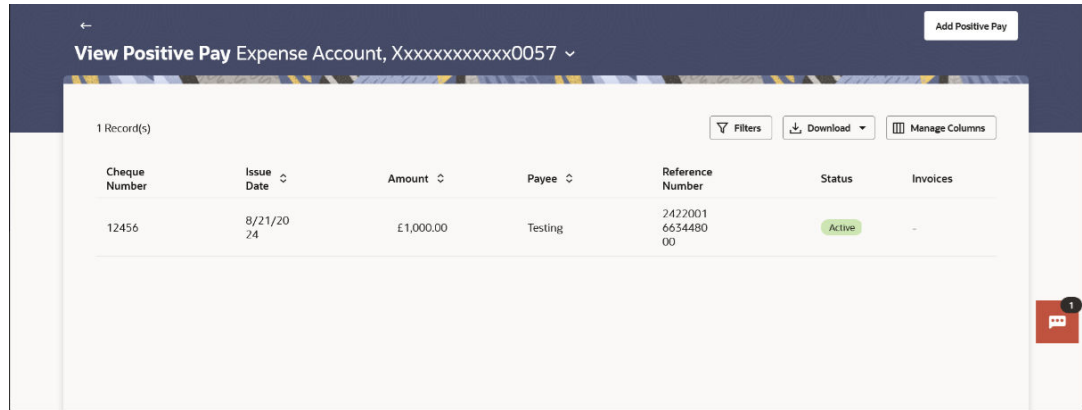 Add Positive Pay
View Positive Pay Expense Account, Xxxxxxxxxxxx0057
1 Record(s)
Filters
Download
Manage Columns
Cheque
Number
Issue
Date
Amount
Payee
Reference
Number
Status
Invoices
12456
8/21/20
24
£1,000.00
Testing
2422001
6634480
00
Active
-
1